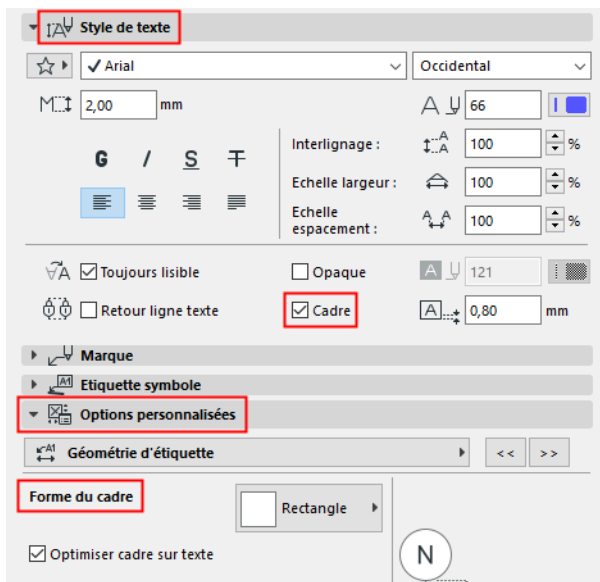 Style de texte
Arial Occidental
M 2,00 mm A 66
G I S T
Interlignage : A A 100 %
Echelle largeur : 100 %
Echelle espacement : A A 100 %
A Toujours lisible Opaque A 121
Retour ligne texte Cadre A 0,80 mm
Marque
A1 Etiquette symbole
Options personnalisées
A1 Géométrie d'étiquette << >>
Forme du cadre Rectangle
Optimiser cadre sur texte N